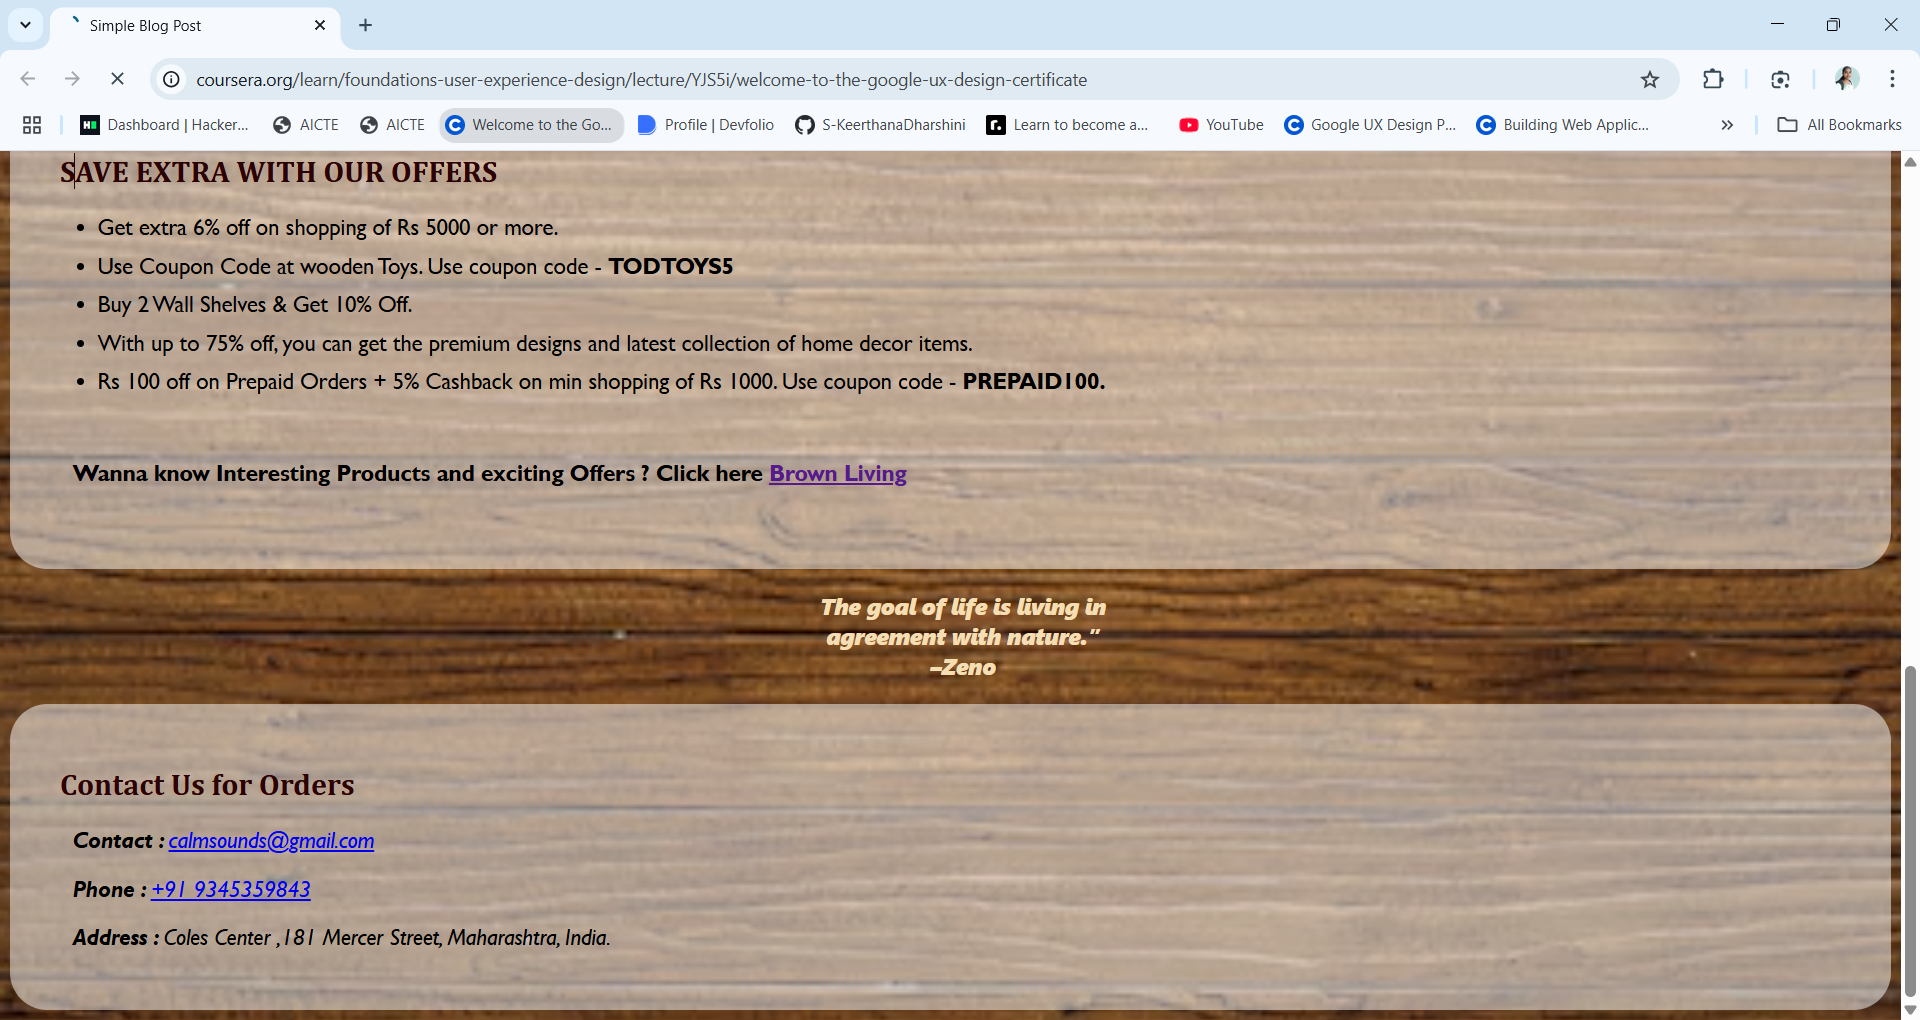 Simple Blog Post
coursera.org/learn/foundations-user-experience-design/lecture/YJS5i/welcome-to-the-google-ux-design-certificate
Dashboard | Hacker... AICTE AICTE Welcome to the Go... Profile | Devfolio S-KeerthanaDharshini Learn to become a... YouTube Google UX Design P... Building Web Applic... » All Bookmarks
SAVE EXTRA WITH OUR OFFERS
• Get extra 6% off on shopping of Rs 5000 or more.
• Use Coupon Code at wooden Toys. Use coupon code - TODTOYS5
• Buy 2 Wall Shelves & Get 10% Off.
• With up to 75% off, you can get the premium designs and latest collection of home decor items.
• Rs 100 off on Prepaid Orders + 5% Cashback on min shopping of Rs 1000. Use coupon code - PREPAID100.
Wanna know Interesting Products and exciting Offers ? Click here Brown Living
The goal of life is living in
agreement with nature.”
–Zeno
Contact Us for Orders
Contact : calmsounds@gmail.com
Phone : +91 9345359843
Address : Coles Center ,181 Mercer Street, Maharashtra, India.